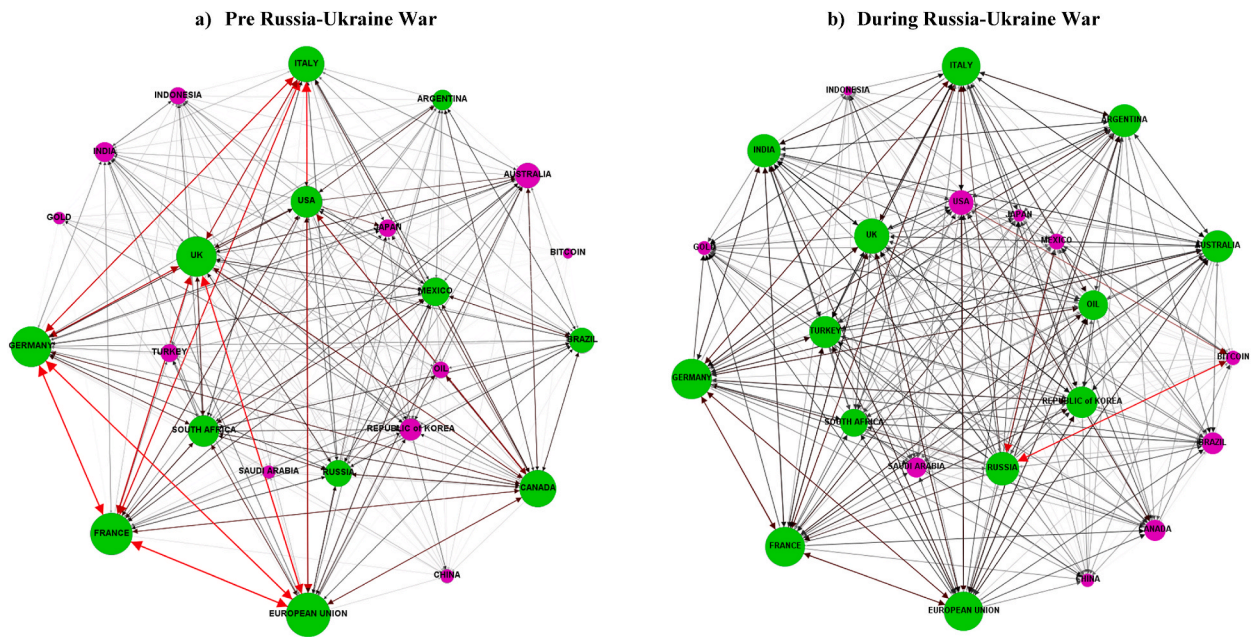 a) Pre Russia-Ukraine War
ITALY
INDONESIA
ARGENTINA
INDIA
AUSTRALIA
USA
GOLD
JAPAN
UK
BITCOIN
MEXICO
BRAZIL
GERMANY
TURKEY
OIL
SOUTH AFRICA
REPUBLIC of KOREA
SAUDI ARABIA
RUSSIA
CANADA
FRANCE
CHINA
EUROPEAN UNION
b) During Russia-Ukraine War
ITALY
INDONESIA
ARGENTINA
INDIA
USA
JAPAN
UK
MEXICO
GOLD
AUSTRALIA
OIL
TURKEY
BITCOIN
GERMANY
REPUBLIC of KOREA
SOUTH AFRICA
BRAZIL
SAUDI ARABIA
RUSSIA
CANADA
FRANCE
CHINA
EUROPEAN UNION